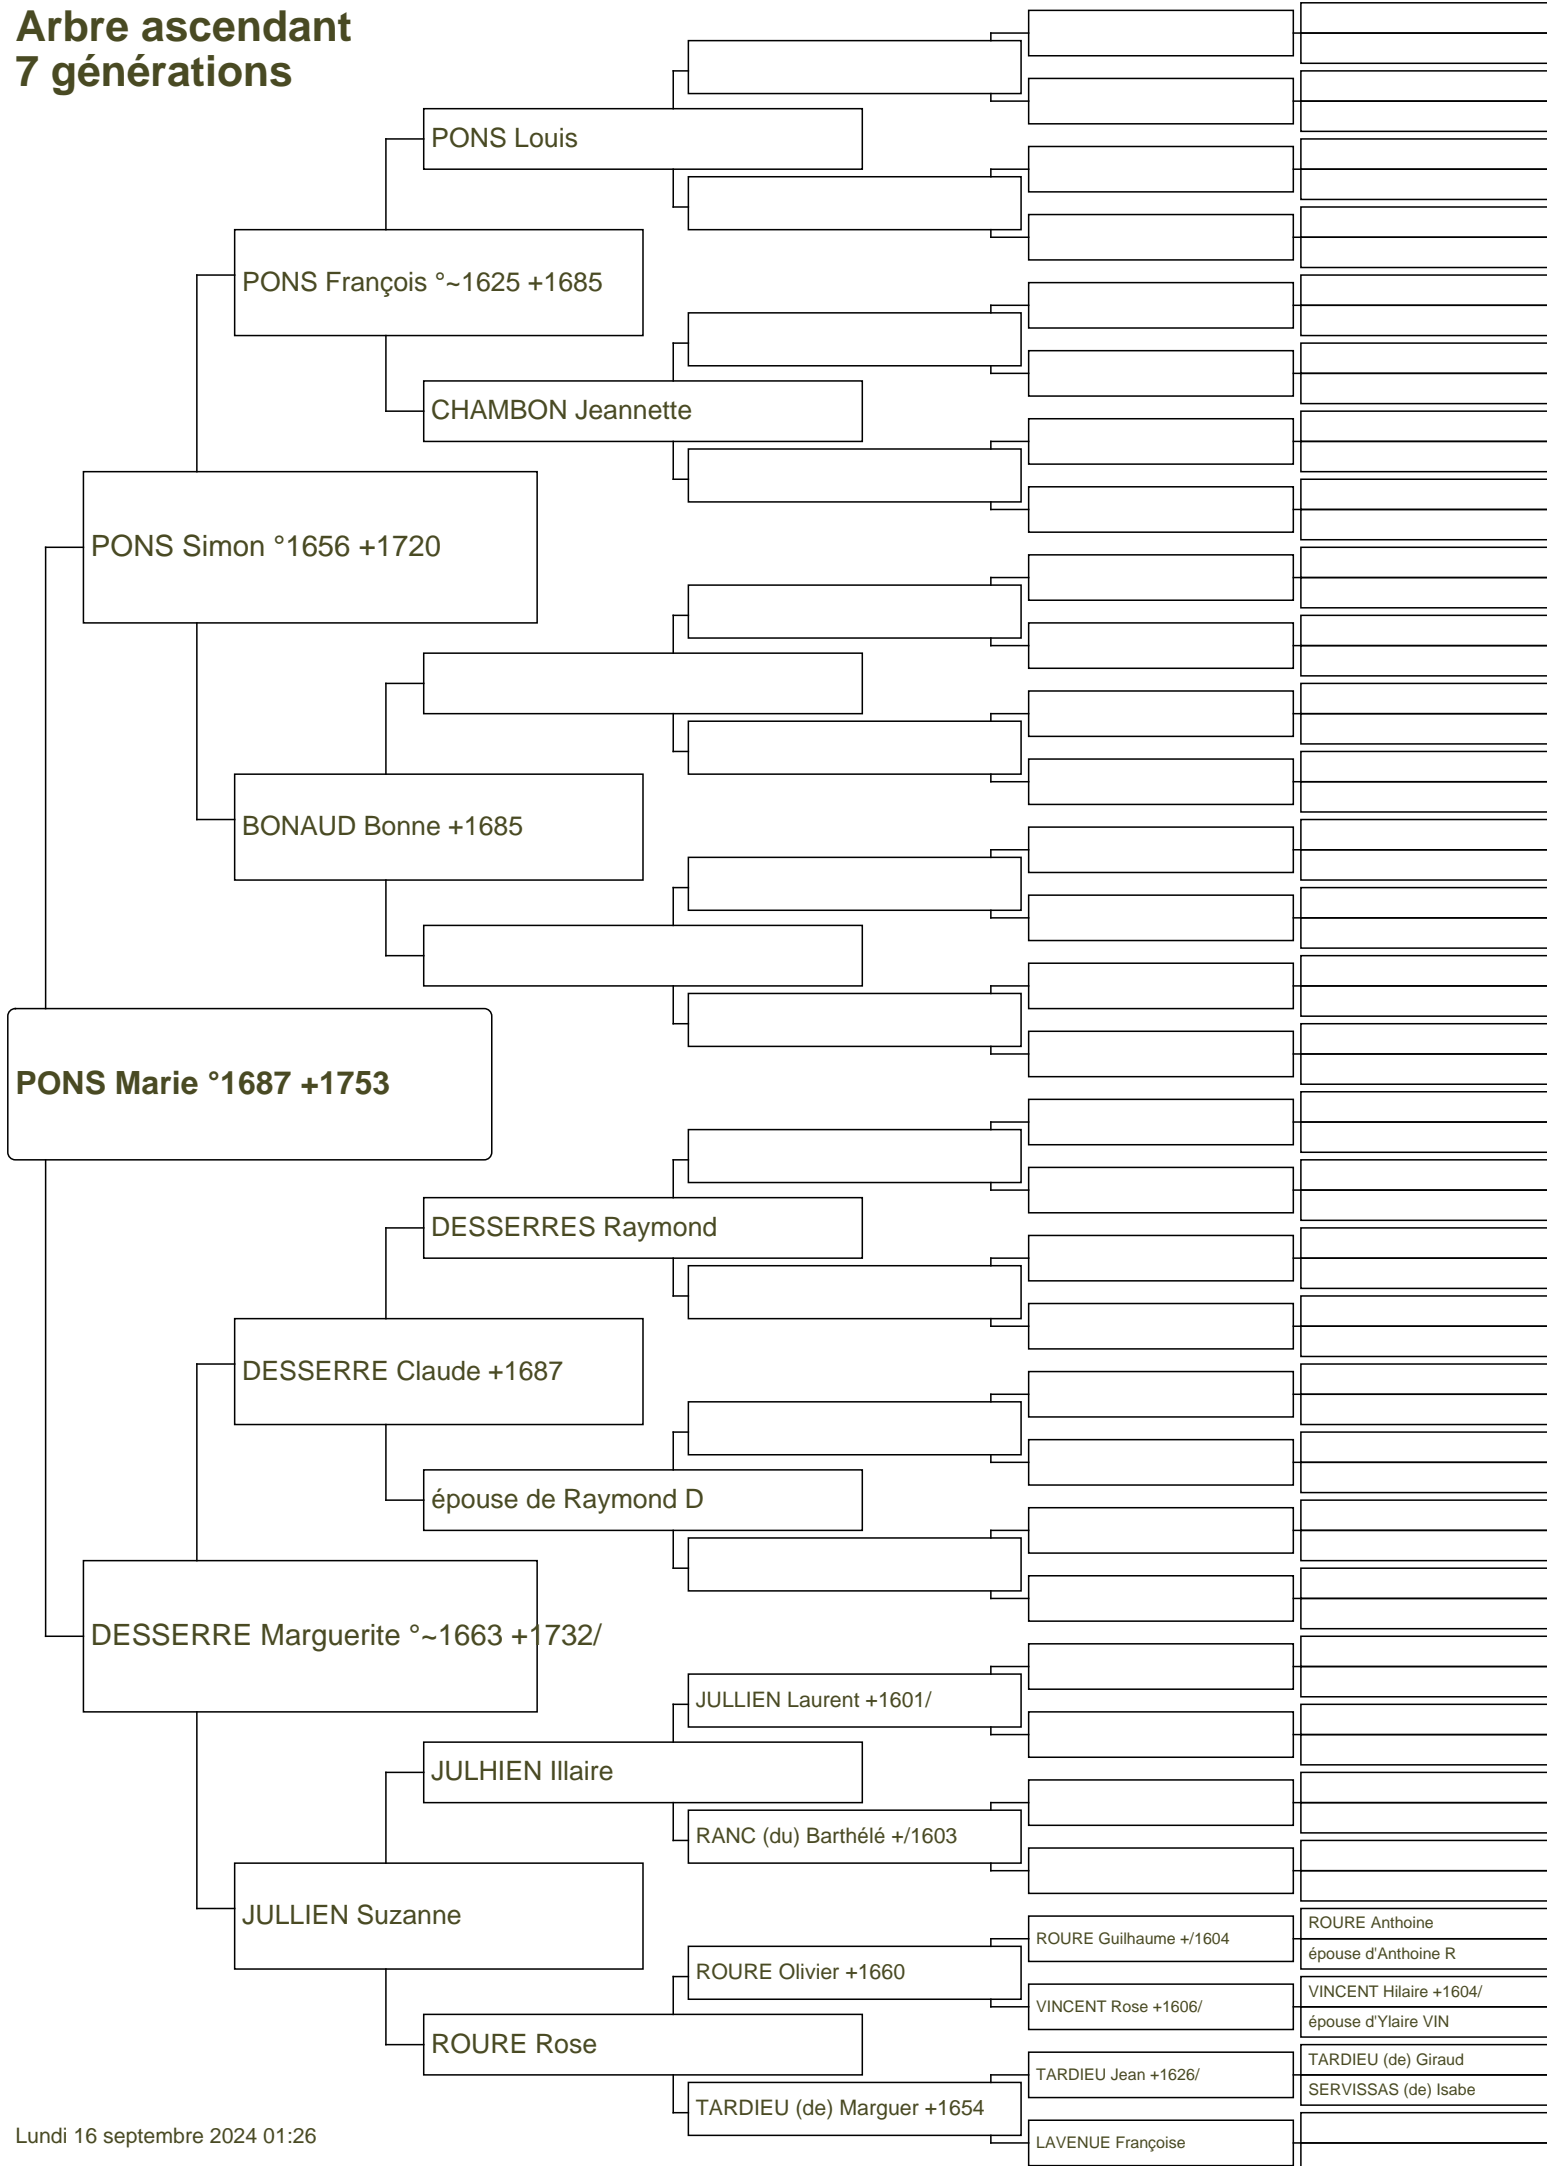 Arbre ascendant
7 générations
PONS Louis
PONS François °~1625 +1685
CHAMBON Jeannette
PONS Simon °1656 +1720
BONAUD Bonne +1685
PONS Marie °1687 +1753
DESSERRES Raymond
DESSERRE Claude +1687
épouse de Raymond D
DESSERRE Marguerite °~1663 +1732/
JULLIEN Laurent +1601/
JULHIEN Illaire
RANC (du) Barthélé +/1603
JULLIEN Suzanne
ROURE Anthoine
ROURE Guilhaume +/1604
épouse d'Anthoine R
ROURE Olivier +1660
VINCENT Hilaire +1604/
VINCENT Rose +1606/
épouse d'Ylaire VIN
ROURE Rose
TARDIEU (de) Giraud
TARDIEU Jean +1626/
SERVISSAS (de) Isabe
TARDIEU (de) Marguer +1654
LAVENUE Françoise
Lundi 16 septembre 2024 01:26